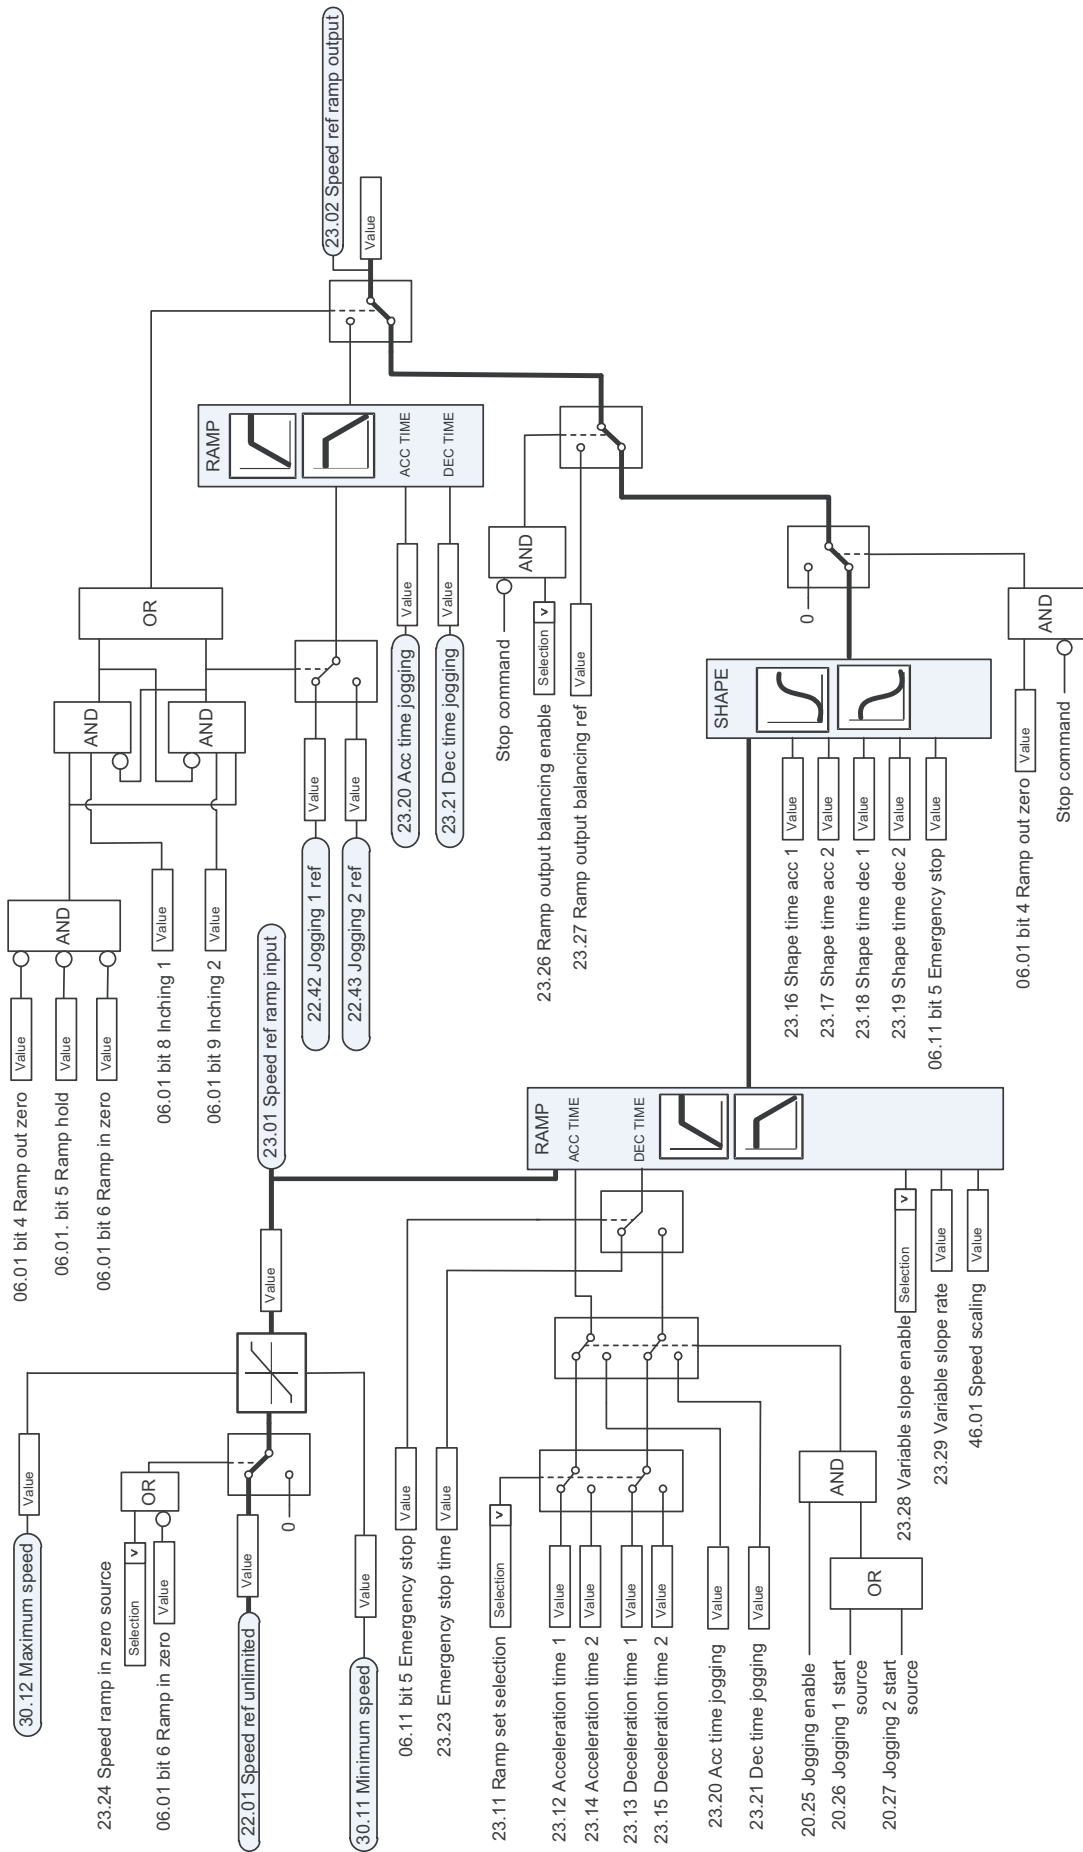 30.12 Maximum speed
Value
23.24 Speed ramp in zero source
Selection
v
OR
06.01 bit 6 Ramp in zero
Value
22.01 Speed ref unlimited
Value
0
30.11 Minimum speed
Value
Value
23.01 Speed ref ramp input
06.11 bit 5 Emergency stop
Value
23.23 Emergency stop time
Value
23.11 Ramp set selection
Selection
v
23.12 Acceleration time 1
Value
23.14 Acceleration time 2
Value
23.13 Deceleration time 1
Value
23.15 Deceleration time 2
Value
23.20 Acc time jogging
Value
23.21 Dec time jogging
Value
20.25 Jogging enable
AND
20.26 Jogging 1 start
source
OR
20.27 Jogging 2 start
source
RAMP
ACC TIME
DEC TIME
23.28 Variable slope enable
Selection
v
23.29 Variable slope rate
Value
46.01 Speed scaling
Value
06.01 bit 4 Ramp out zero
Value
06.01. bit 5 Ramp hold
Value
06.01 bit 6 Ramp in zero
Value
AND
06.01 bit 8 Inching 1
Value
06.01 bit 9 Inching 2
Value
AND
AND
OR
22.42 Jogging 1 ref
Value
22.43 Jogging 2 ref
Value
23.20 Acc time jogging
Value
23.21 Dec time jogging
Value
RAMP
ACC TIME
DEC TIME
Stop command
AND
23.26 Ramp output balancing enable
Selection
v
23.27 Ramp output balancing ref
Value
SHAPE
23.16 Shape time acc 1
Value
23.17 Shape time acc 2
Value
23.18 Shape time dec 1
Value
23.19 Shape time dec 2
Value
06.11 bit 5 Emergency stop
Value
0
06.01 bit 4 Ramp out zero
Value
AND
Stop command
23.02 Speed ref ramp output
Value